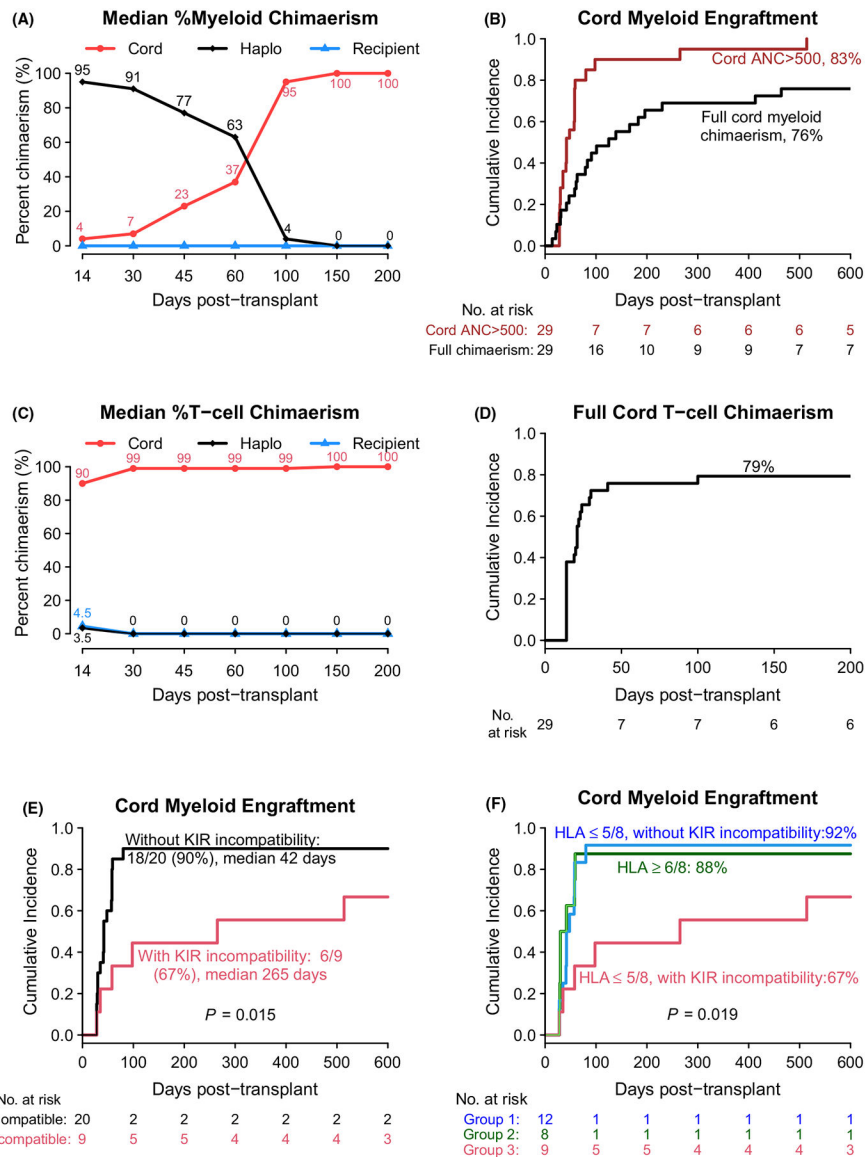 (A) Median %Myeloid Chimaerism
Cord Haplo Recipient
Percent chimaerism (%)
100
80
60
40
20
0
95 91 77 63 4 0 0
4 7 23 37 95 100 100
14 30 45 60 100 150 200
Days post−transplant
(B) Cord Myeloid Engraftment
Cumulative Incidence
1.0
0.8
0.6
0.4
0.2
0.0
Cord ANC>500, 83%
Full cord myeloid
chimaerism, 76%
0 100 200 300 400 500 600
Days post−transplant
No. at risk
Cord ANC>500: 29 7 7 6 6 6 5
Full chimaerism: 29 16 10 9 9 7 7
(C) Median %T−cell Chimaerism
Cord Haplo Recipient
Percent chimaerism (%)
100
80
60
40
20
0
90 99 99 99 99 100 100
4.5
3.5
0 0 0 0 0 0
14 30 45 60 100 150 200
Days post−transplant
(D) Full Cord T−cell Chimaerism
Cumulative Incidence
1.0
0.8
0.6
0.4
0.2
0.0
79%
0 50 100 150 200
Days post−transplant
No.
at risk 29 7 7 6 6
(E) Cord Myeloid Engraftment
Cumulative Incidence
1.0
0.8
0.6
0.4
0.2
0.0
Without KIR incompatibility:
18/20 (90%), median 42 days
With KIR incompatibility: 6/9
(67%), median 265 days
P = 0.015
0 100 200 300 400 500 600
Days post−transplant
No. at risk
ompatible: 20 2 2 2 2 2 2
compatible: 9 5 5 4 4 4 3
(F) Cord Myeloid Engraftment
Cumulative Incidence
1.0
0.8
0.6
0.4
0.2
0.0
HLA ≤ 5/8, without KIR incompatibility:92%
HLA ≥ 6/8: 88%
HLA ≤ 5/8, with KIR incompatibility:67%
P = 0.019
0 100 200 300 400 500 600
Days post−transplant
No. at risk
Group 1: 12 1 1 1 1 1 1
Group 2: 8 1 1 1 1 1 1
Group 3: 9 5 5 4 4 4 3